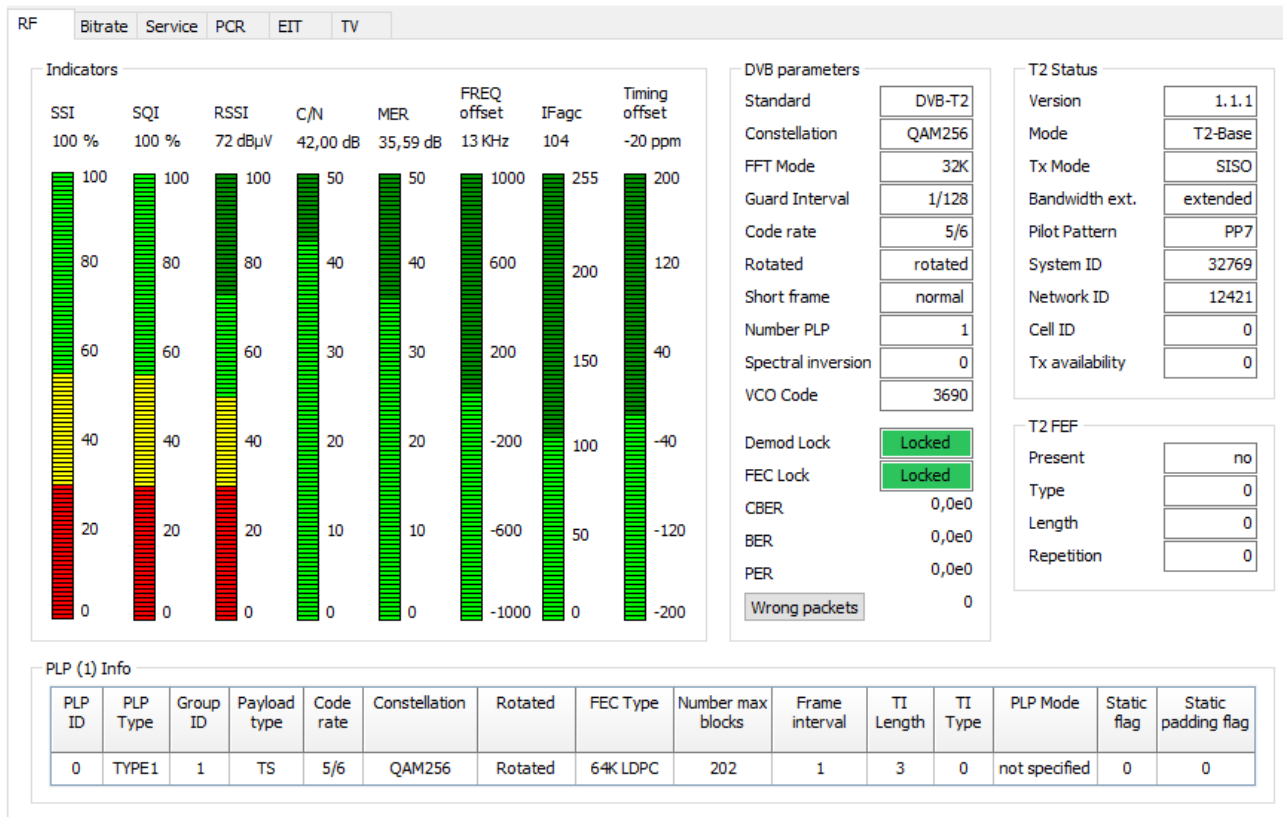 RF Bitrate Service PCR EIT TV
Indicators
SSI SQI RSSI C/N MER FREQ offset IFagc Timing offset
100 % 100 % 72 dBµV 42,00 dB 35,59 dB 13 KHz 104 -20 ppm
100 100 100 50 50 1000 255 200
80 80 80 40 40 600 200 120
60 60 60 30 30 200 150 40
40 40 40 20 20 -200 100 -40
20 20 20 10 10 -600 50 -120
0 0 0 0 0 -1000 0 -200
DVB parameters
Standard DVB-T2
Constellation QAM256
FFT Mode 32K
Guard Interval 1/128
Code rate 5/6
Rotated rotated
Short frame normal
Number PLP 1
Spectral inversion 0
VCO Code 3690
Demod Lock Locked
FEC Lock Locked
CBER 0,0e0
BER 0,0e0
PER 0,0e0
Wrong packets 0
T2 Status
Version 1.1.1
Mode T2-Base
Tx Mode SISO
Bandwidth ext. extended
Pilot Pattern PP7
System ID 32769
Network ID 12421
Cell ID 0
Tx availability 0
T2 FEF
Present no
Type 0
Length 0
Repetition 0
PLP (1) Info
PLP ID PLP Type Group ID Payload type Code rate Constellation Rotated FEC Type Number max blocks Frame interval TI Length TI Type PLP Mode Static flag Static padding flag
0 TYPE1 1 TS 5/6 QAM256 Rotated 64K LDPC 202 1 3 0 not specified 0 0